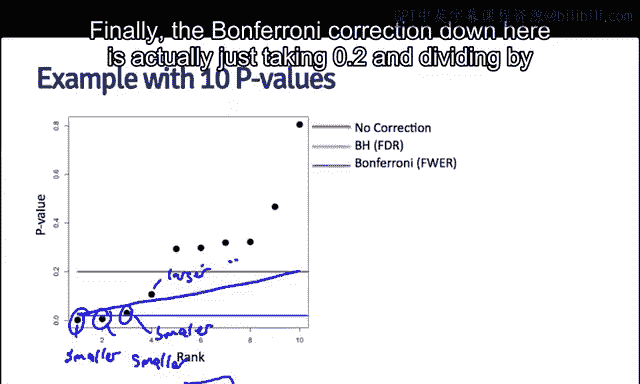 Finally, the Bonferroni correction down here
is actually just taking 0.2 and dividing by
Example with 10 P-values
No Correction
BH (FDR)
Bonferroni (FWER)
P-value
0.8
0.6
0.4
0.2
0.0
larger
smaller
smaller
smaller
2
4
6
8
10
Rank